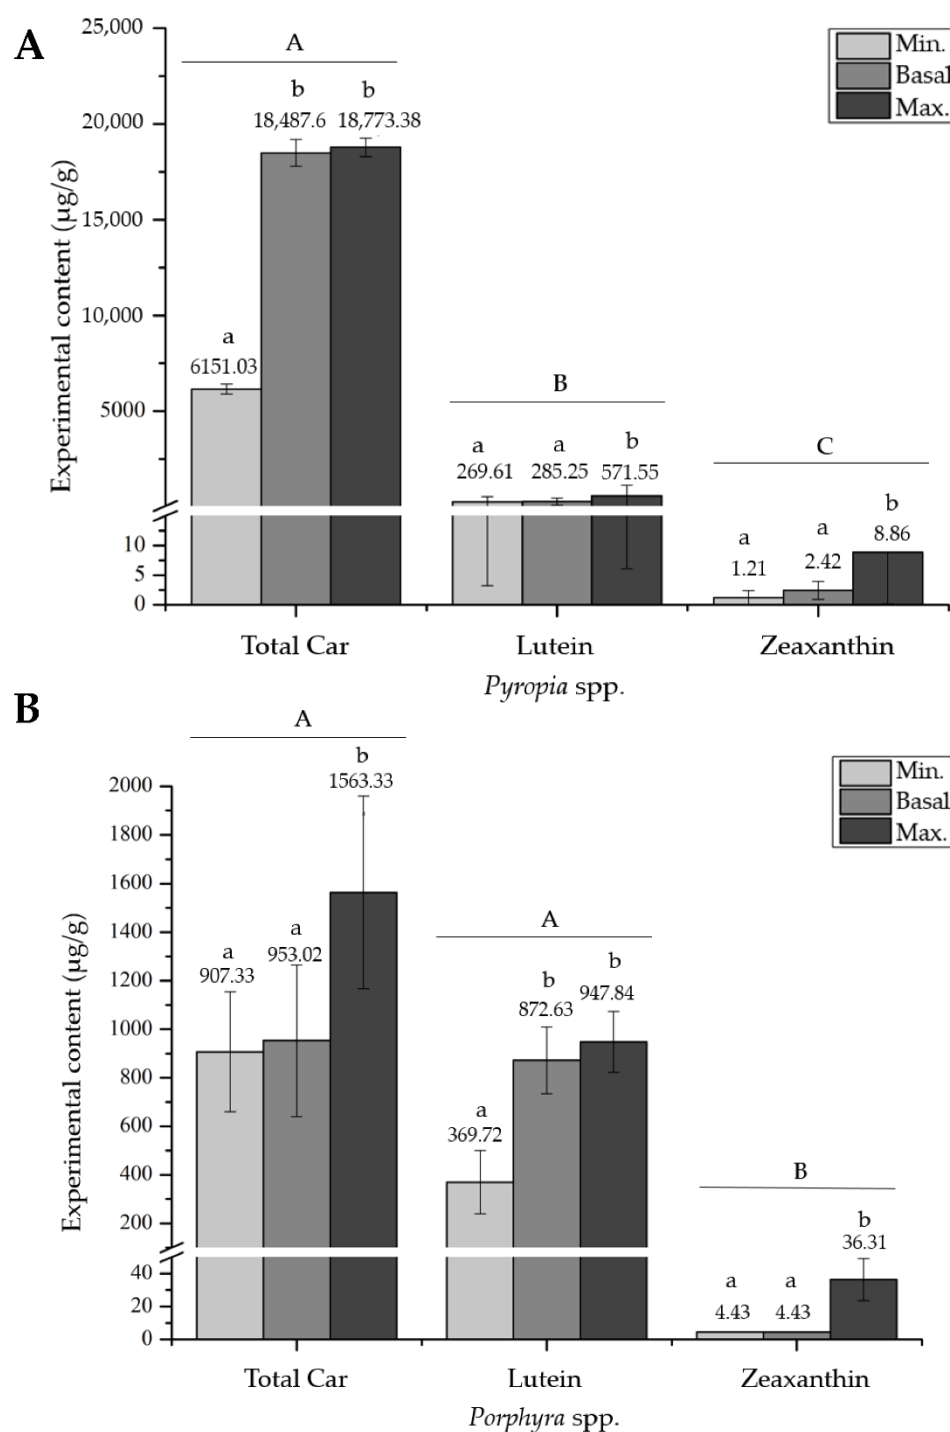 A
Experimental content (µg/g)
25,000
20,000
15,000
10,000
5000
10
5
0
A
b b
18,487.6 18,773.38
a
6151.03
B
a a b
269.61 285.25 571.55
C
a a b
1.21 2.42 8.86
Min.
Basal
Max.
Total Car Lutein Zeaxanthin
Pyropia spp.
B
Experimental content (µg/g)
2000
1800
1600
1400
1200
1000
800
600
400
200
40
20
0
A
b
1563.33
a a
907.33 953.02
A
b b
872.63 947.84
a
369.72
B
b
36.31
a a
4.43 4.43
Min.
Basal
Max.
Total Car Lutein Zeaxanthin
Porphyra spp.